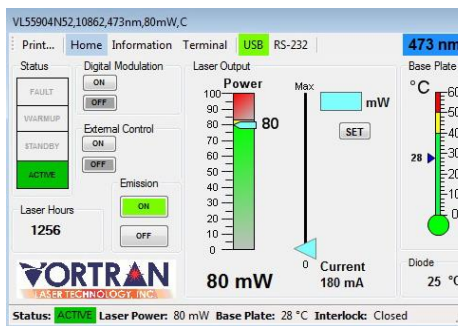 VL55904N52,10862,473nm,80mW,C
Print... Home Information Terminal USB RS-232 473 nm
Status
FAULT
WARMUP
STANDBY
ACTIVE
Laser Hours
1256
Digital Modulation
ON
OFF
External Control
ON
OFF
Emission
ON
OFF
VORTRAN
LASER TECHNOLOGY, INC.
Laser Output
Power
100
90
80
70
60
50
40
30
20
10
0
80
80 mW
Max
0
mW
SET
Current
180 mA
Base Plate
°C
60
50
40
30
20
10
0
28
Diode
25 °C
Status: ACTIVE Laser Power: 80 mW Base Plate: 28 °C Interlock: Closed